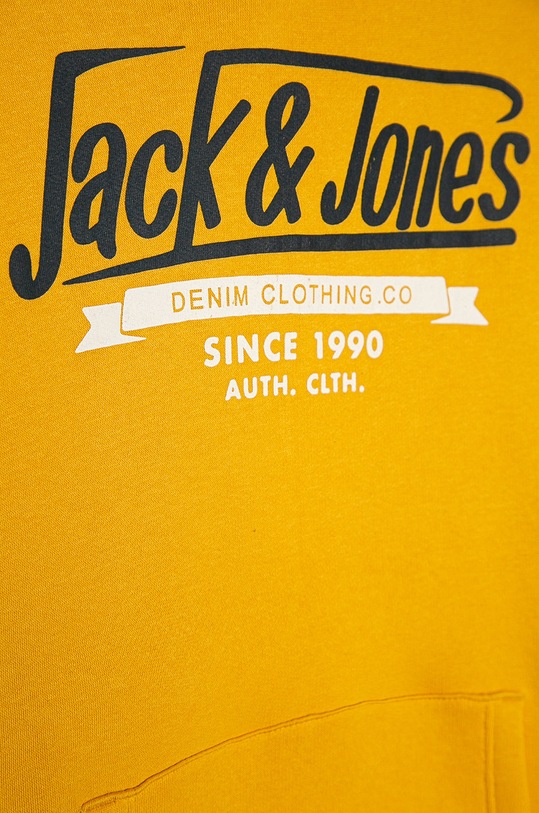 Jack & Jones
DENIM CLOTHING.CO
SINCE 1990
AUTH. CLTH.